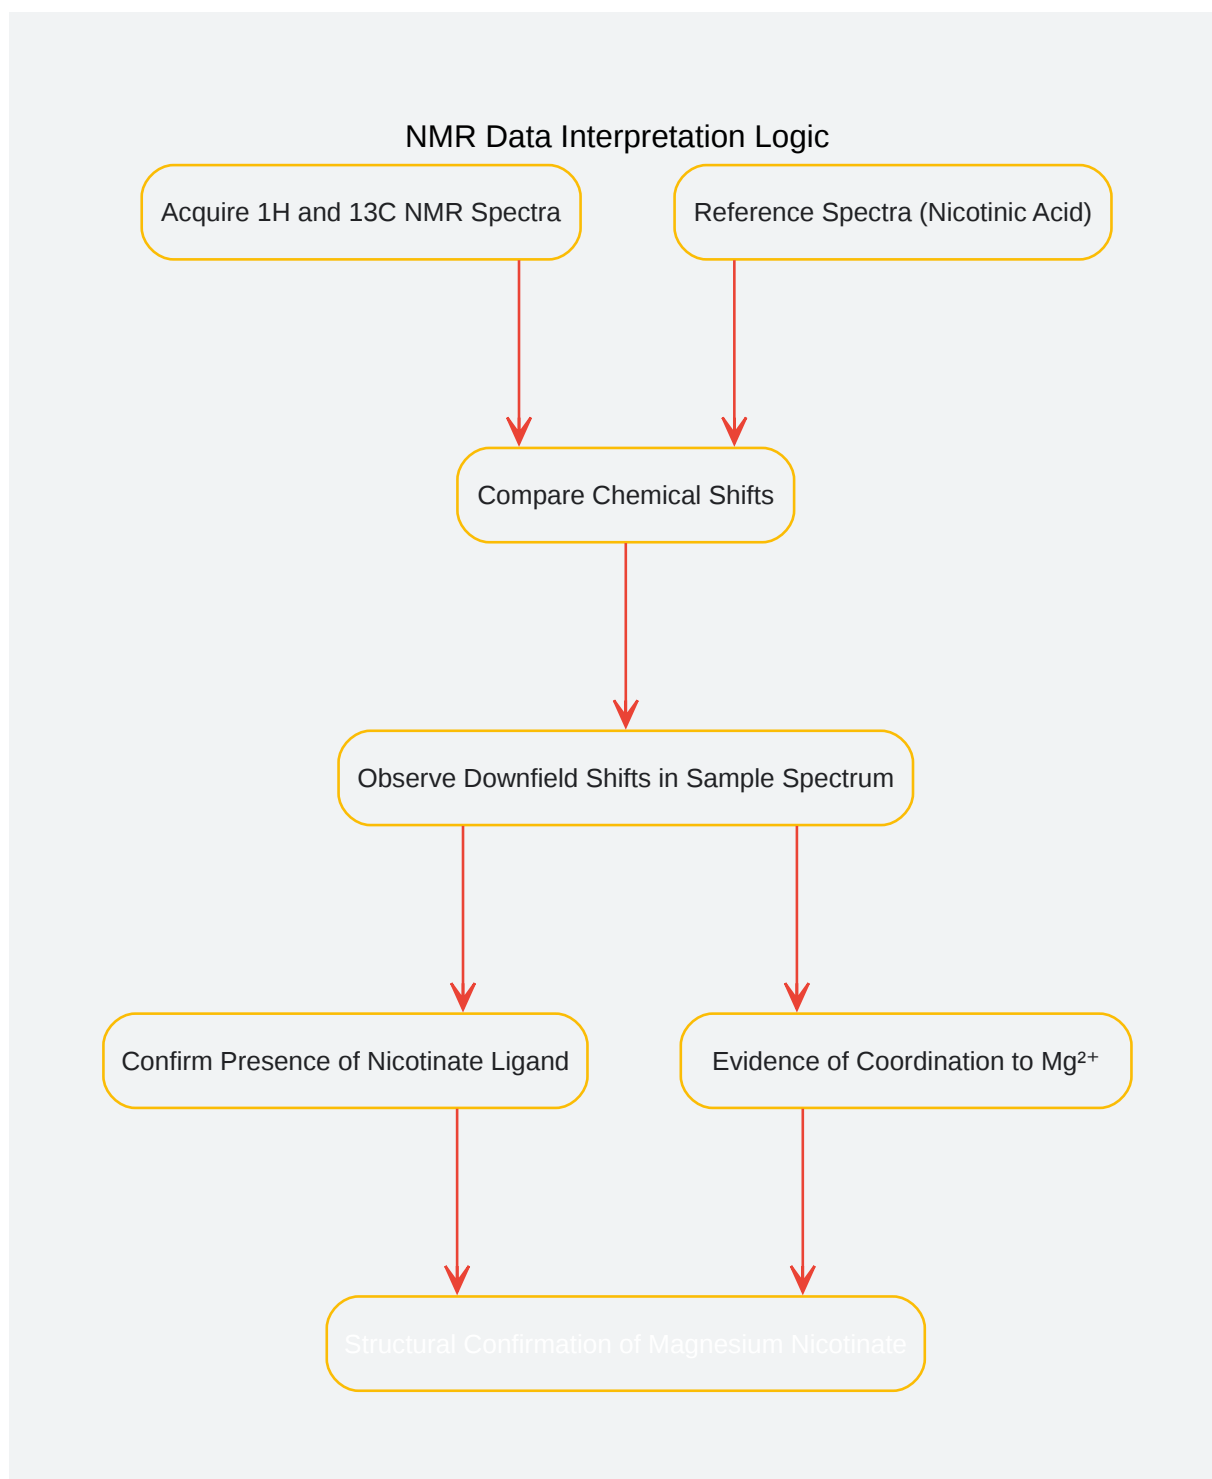 NMR Data Interpretation Logic
Acquire 1H and 13C NMR Spectra
Reference Spectra (Nicotinic Acid)
Compare Chemical Shifts
Observe Downfield Shifts in Sample Spectrum
Confirm Presence of Nicotinate Ligand
Evidence of Coordination to Mg²⁺
Structural Confirmation of Magnesium Nicotinate